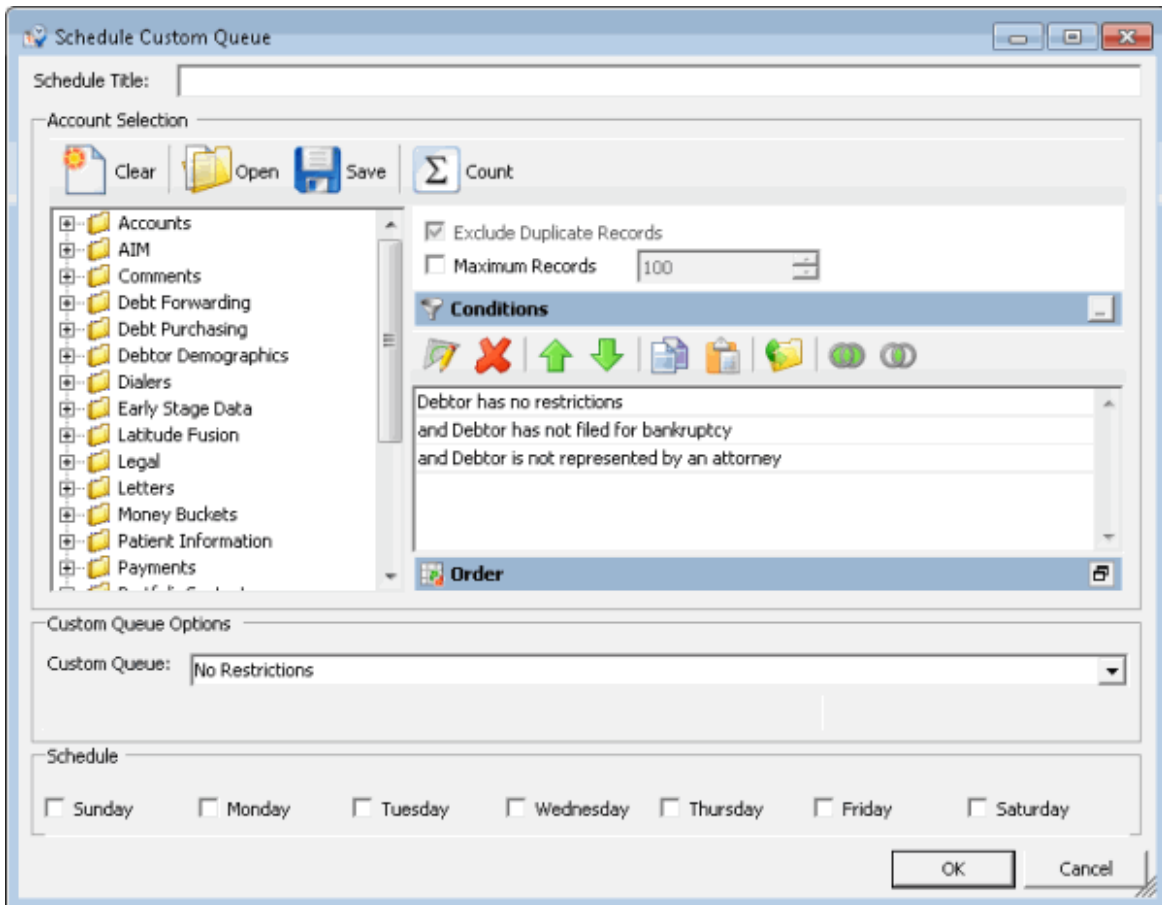 Schedule Custom Queue
Schedule Title:
Account Selection
Clear Open Save Count
Accounts
AIM
Comments
Debt Forwarding
Debt Purchasing
Debtor Demographics
Dialers
Early Stage Data
Latitude Fusion
Legal
Letters
Money Buckets
Patient Information
Payments
Exclude Duplicate Records
Maximum Records 100
Conditions
Debtor has no restrictions
and Debtor has not filed for bankruptcy
and Debtor is not represented by an attorney
Order
Custom Queue Options
Custom Queue: No Restrictions
Schedule
Sunday Monday Tuesday Wednesday Thursday Friday Saturday
OK Cancel